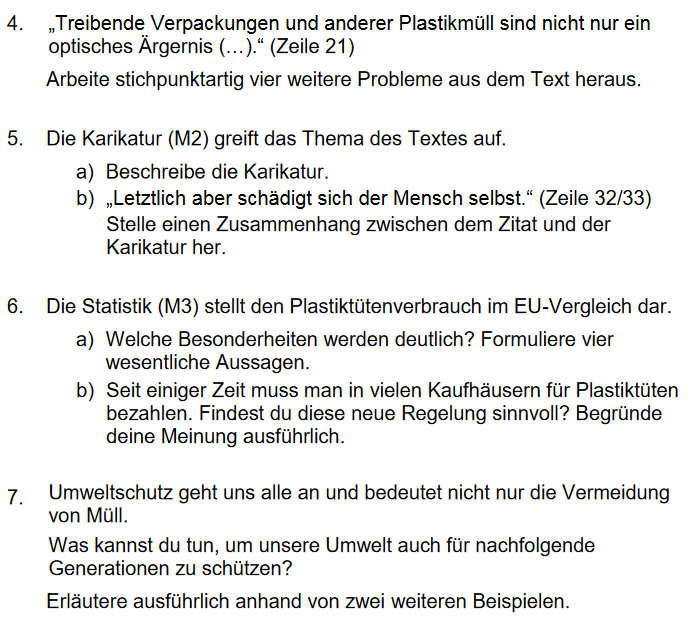 4. „Treibende Verpackungen und anderer Plastikmüll sind nicht nur ein
optisches Ärgernis (…).“ (Zeile 21)
Arbeite stichpunktartig vier weitere Probleme aus dem Text heraus.
5. Die Karikatur (M2) greift das Thema des Textes auf.
a) Beschreibe die Karikatur.
b) „Letztlich aber schädigt sich der Mensch selbst.“ (Zeile 32/33)
Stelle einen Zusammenhang zwischen dem Zitat und der
Karikatur her.
6. Die Statistik (M3) stellt den Plastiktütenverbrauch im EU-Vergleich dar.
a) Welche Besonderheiten werden deutlich? Formuliere vier
wesentliche Aussagen.
b) Seit einiger Zeit muss man in vielen Kaufhäusern für Plastiktüten
bezahlen. Findest du diese neue Regelung sinnvoll? Begründe
deine Meinung ausführlich.
7. Umweltschutz geht uns alle an und bedeutet nicht nur die Vermeidung
von Müll.
Was kannst du tun, um unsere Umwelt auch für nachfolgende
Generationen zu schützen?
Erläutere ausführlich anhand von zwei weiteren Beispielen.